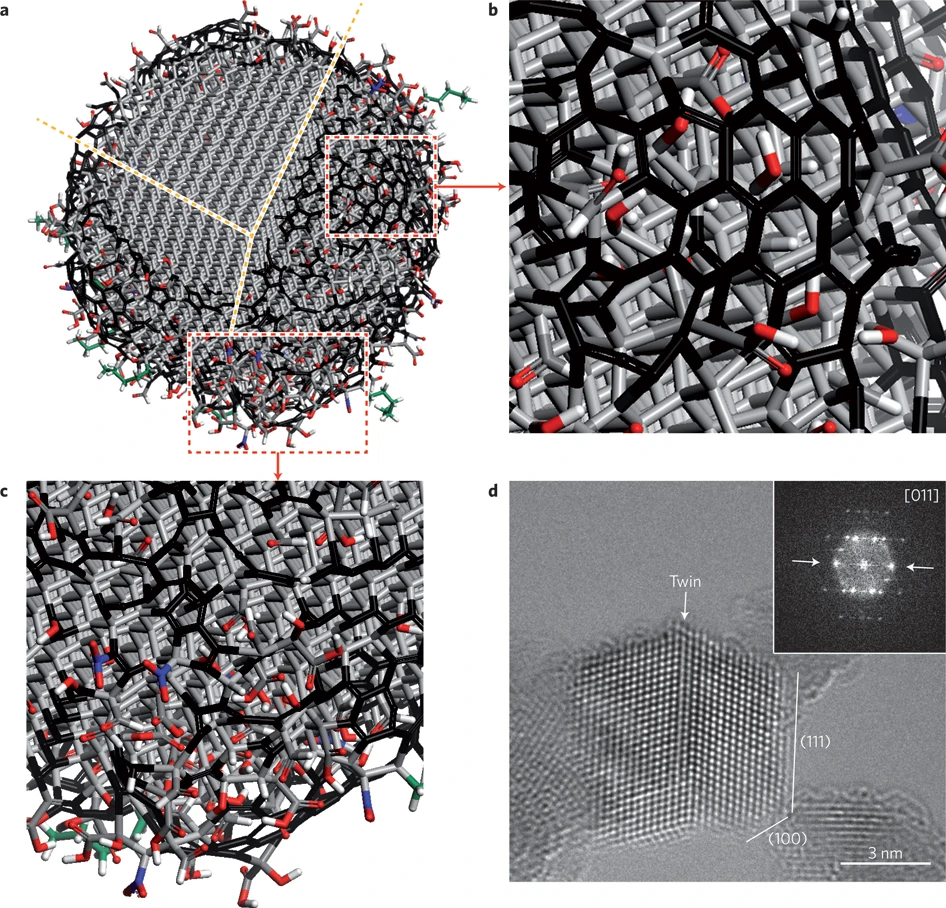 a
b
c
d
[011]
Twin
(111)
(100)
3 nm